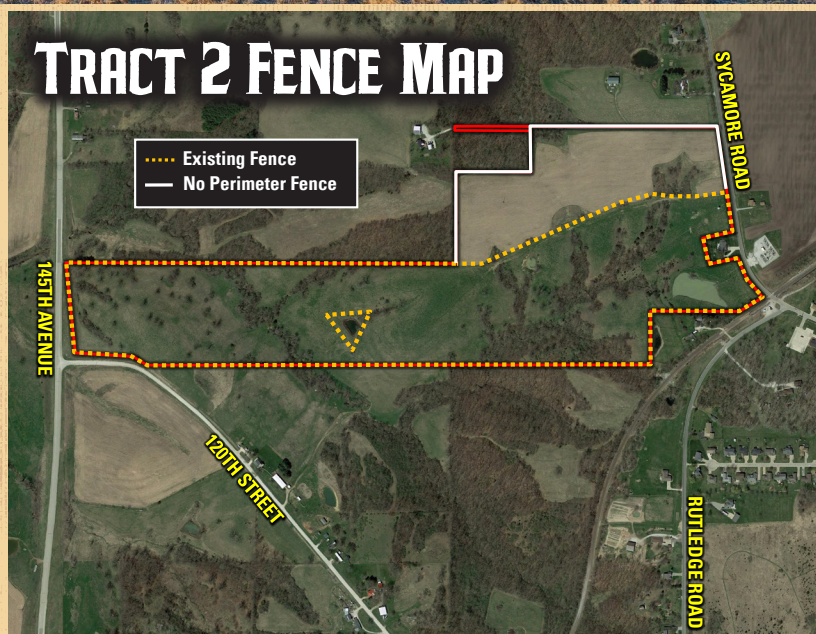 TRACT 2 FENCE MAP
Existing Fence
No Perimeter Fence
SYCAMORE ROAD
145TH AVENUE
120TH STREET
RUTLEDGE ROAD